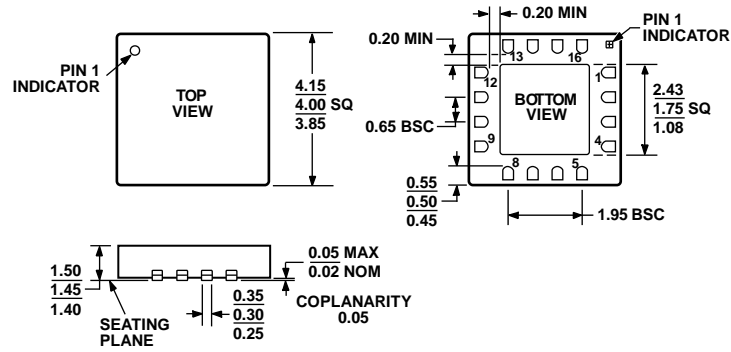 PIN 1
INDICATOR
TOP
VIEW
4.15
4.00 SQ
3.85
0.20 MIN
0.20 MIN
PIN 1
INDICATOR
13
16
12
1
BOTTOM
VIEW
2.43
1.75 SQ
1.08
0.65 BSC
9
4
8
5
0.55
0.50
0.45
1.95 BSC
1.50
1.45
1.40
SEATING
PLANE
0.35
0.30
0.25
0.05 MAX
0.02 NOM
COPLANARITY
0.05